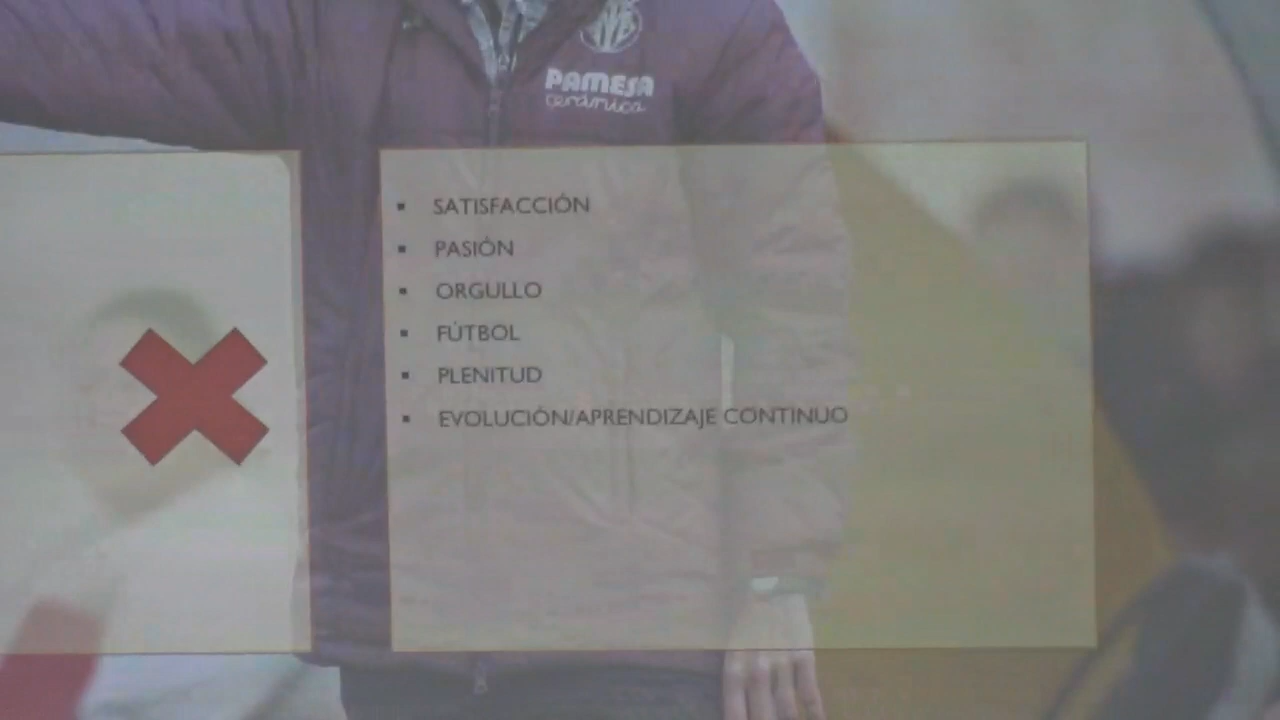 PAMESA
cerámica
SATISFACCIÓN
PASIÓN
ORGULLO
FÚTBOL
PLENITUD
EVOLUCIÓN/APRENDIZAJE CONTINUO